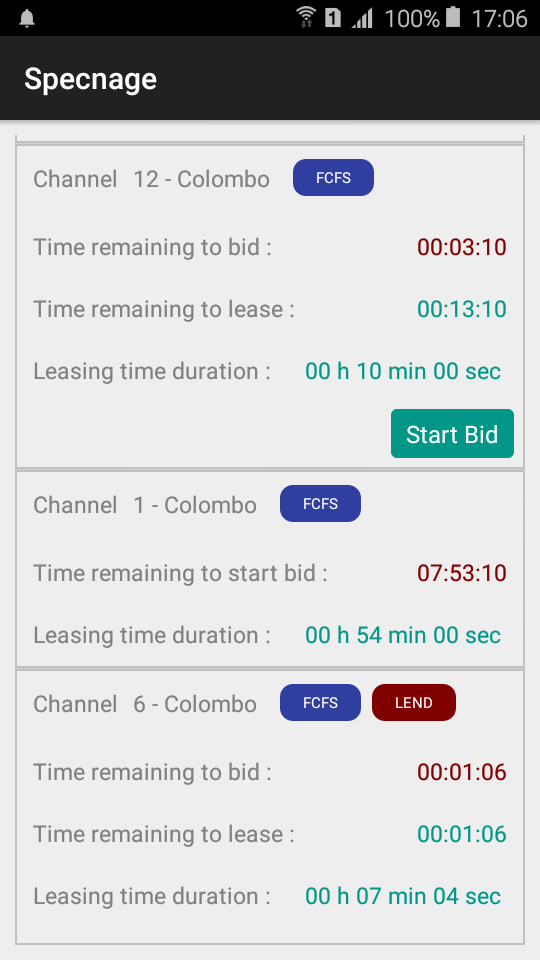 1 100% 17:06
Specnage
Channel 12 - Colombo FCFS
Time remaining to bid : 00:03:10
Time remaining to lease : 00:13:10
Leasing time duration : 00 h 10 min 00 sec
Start Bid
Channel 1 - Colombo FCFS
Time remaining to start bid : 07:53:10
Leasing time duration : 00 h 54 min 00 sec
Channel 6 - Colombo FCFS LEND
Time remaining to bid : 00:01:06
Time remaining to lease : 00:01:06
Leasing time duration : 00 h 07 min 04 sec